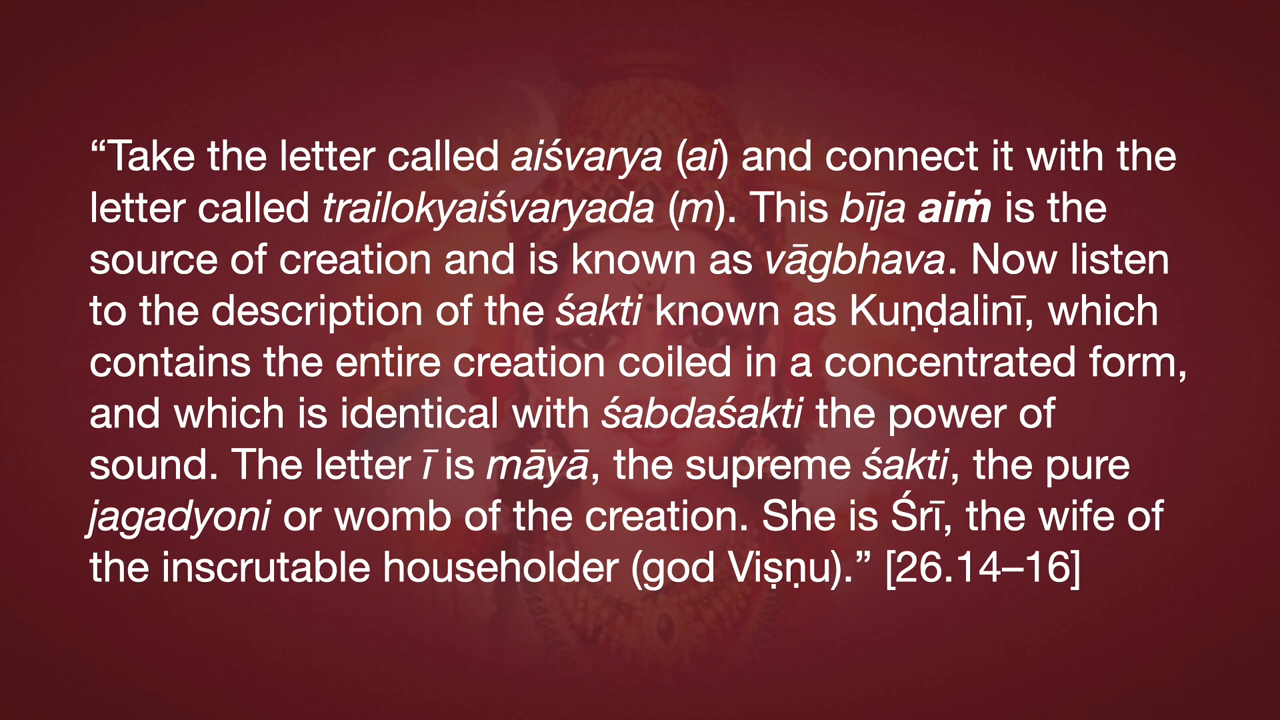 “Take the letter called aiśvarya (ai) and connect it with the
letter called trailokyaiśvaryada (m). This bīja aiṁ is the
source of creation and is known as vāgbhava. Now listen
to the description of the śakti known as Kuṇḍalinī, which
contains the entire creation coiled in a concentrated form,
and which is identical with śabdaśakti the power of
sound. The letter ī is māyā, the supreme śakti, the pure
jagadyoni or womb of the creation. She is Śrī, the wife of
the inscrutable householder (god Viṣṇu).” [26.14–16]